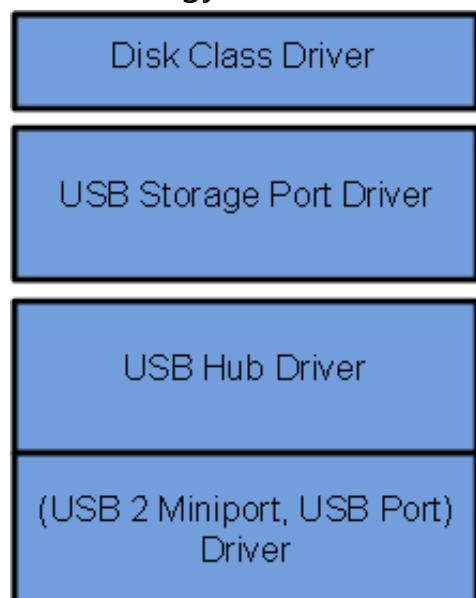 Disk Class Driver
USB Storage Port Driver
USB Hub Driver
(USB 2 Miniport, USB Port)
Driver